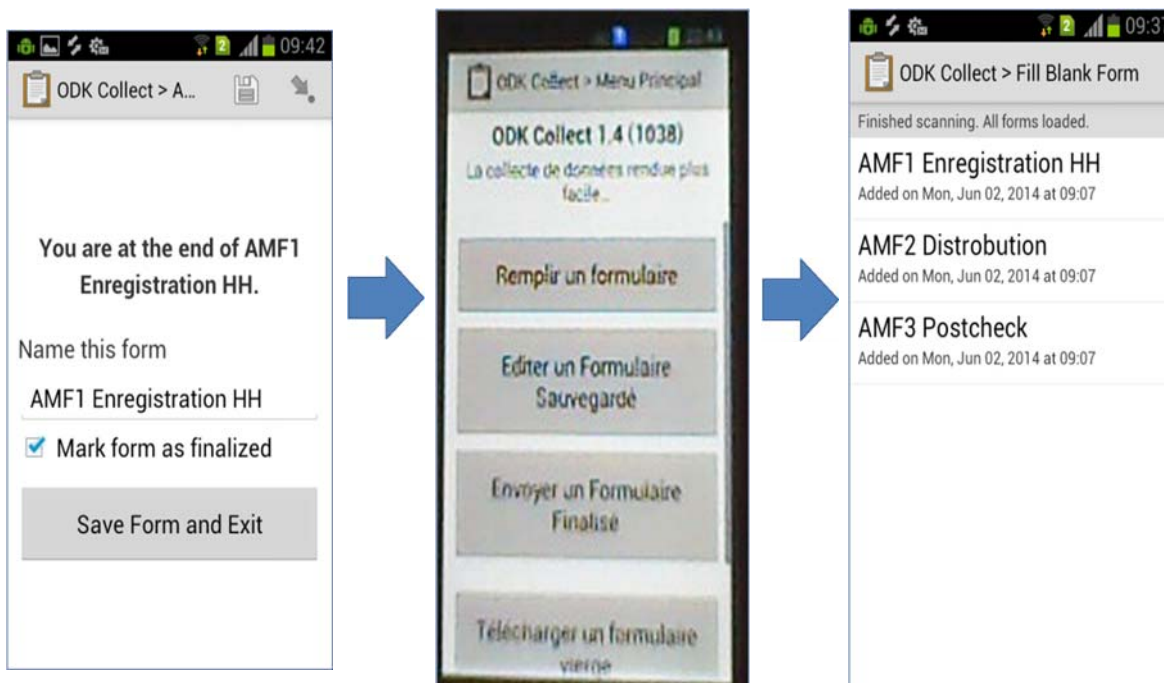 09:42
ODK Collect > A...
You are at the end of AMF1
Enregistration HH.
Name this form
AMF1 Enregistration HH
Mark form as finalized
Save Form and Exit
ODK Collect > Menu Principal
ODK Collect 1.4 (1038)
La collecte de données rendue plus
facile...
Remplir un formulaire
Editer un Formulaire
Sauvegardé
Envoyer un Formulaire
Finalisé
Télécharger un formulaire
vierge
2
09:3
ODK Collect > Fill Blank Form
Finished scanning. All forms loaded.
AMF1 Enregistration HH
Added on Mon, Jun 02, 2014 at 09:07
AMF2 Distrobution
Added on Mon, Jun 02, 2014 at 09:07
AMF3 Postcheck
Added on Mon, Jun 02, 2014 at 09:07